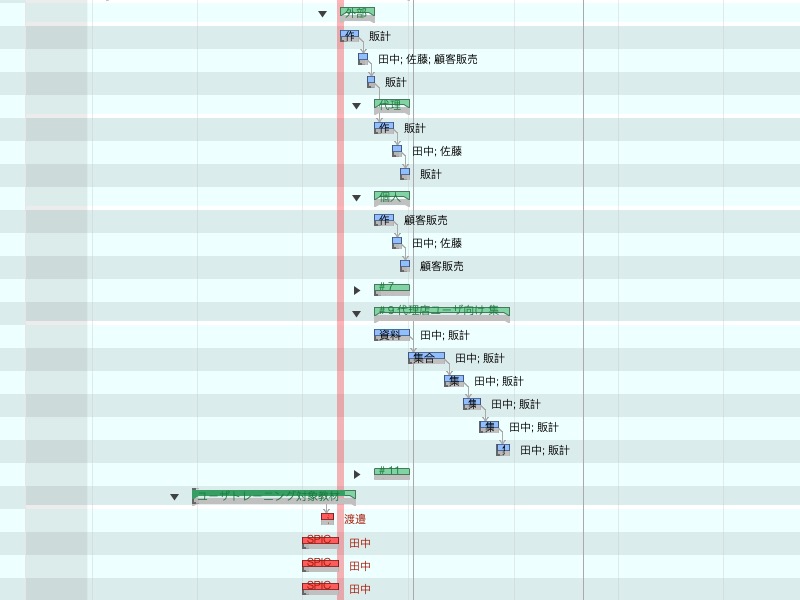 外部
作 販計
田中; 佐藤; 顧客販売
販計
代理
作 販計
田中; 佐藤
販計
個人
作 顧客販売
田中; 佐藤
顧客販売
# 7
# 9 代理店ユーザ向け 集
資料 田中; 販計
集合 田中; 販計
集 田中; 販計
集 田中; 販計
集 田中; 販計
田中; 販計
# 11
ユーザトレーニング対象教材
渡邉
SPIC 田中
SPIC 田中
SPIC 田中